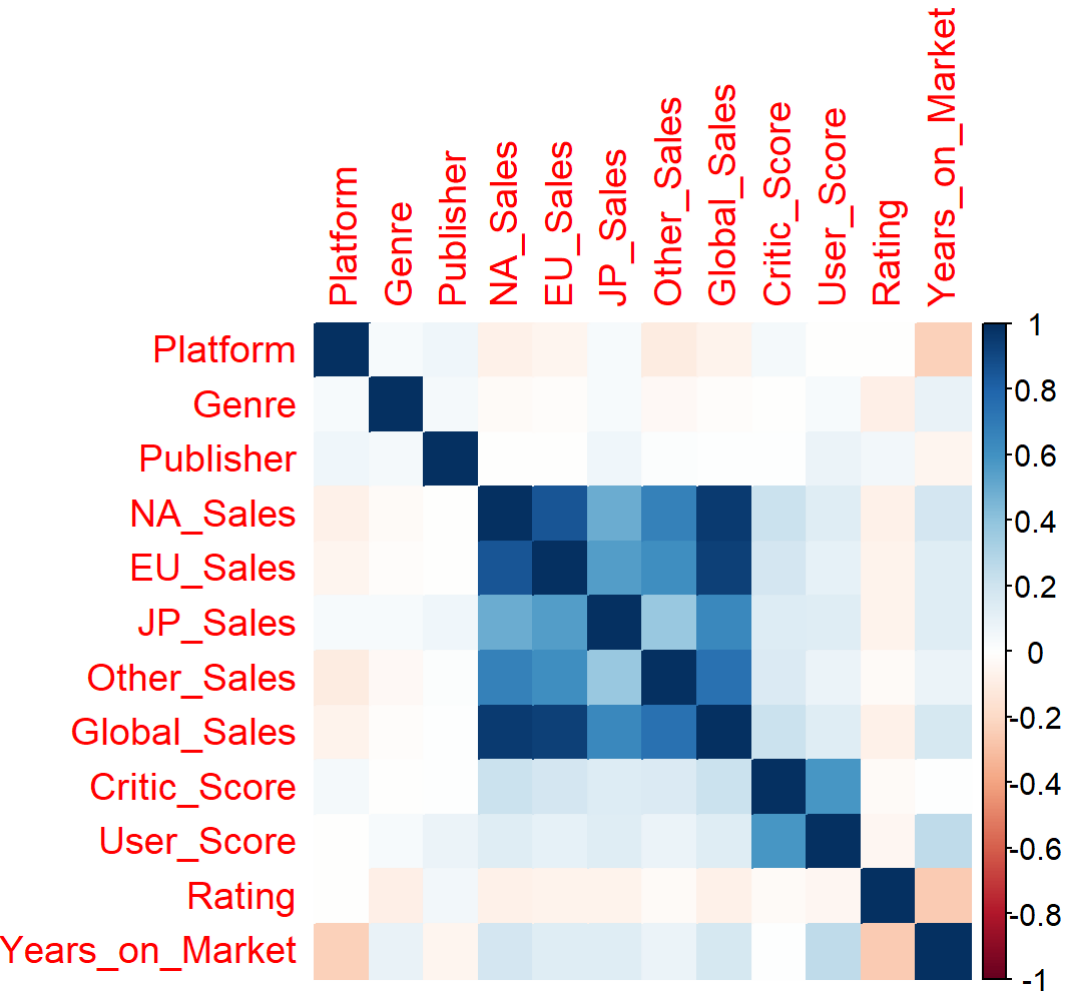 Platform
Genre
Publisher
NA_Sales
EU_Sales
JP_Sales
Other_Sales
Global_Sales
Critic_Score
User_Score
Rating
Years_on_Market
Platform
Genre
Publisher
NA_Sales
EU_Sales
JP_Sales
Other_Sales
Global_Sales
Critic_Score
User_Score
Rating
Years_on_Market
1
0.8
0.6
0.4
0.2
0
-0.2
-0.4
-0.6
-0.8
-1